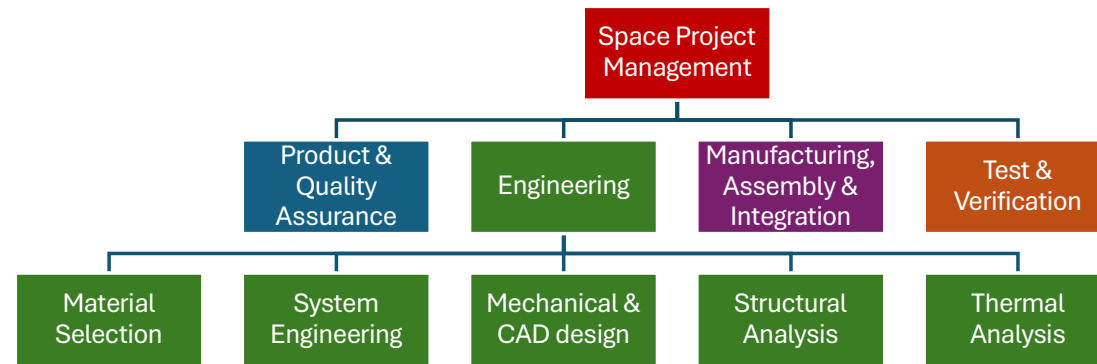 Space Project
Management
Product &
Quality
Assurance
Engineering
Manufacturing,
Assembly &
Integration
Test &
Verification
Material
Selection
System
Engineering
Mechanical &
CAD design
Structural
Analysis
Thermal
Analysis